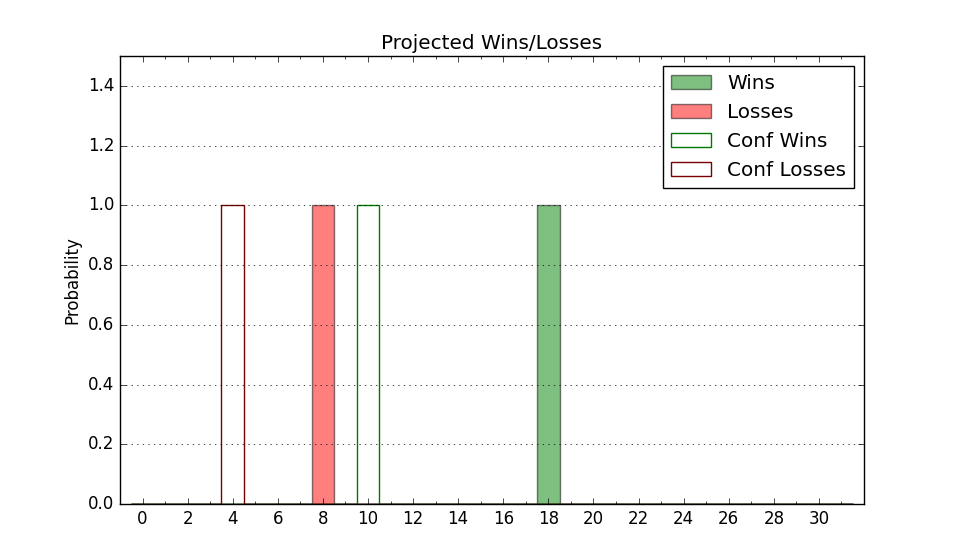 Projected Wins/Losses
Wins
Losses
Conf Wins
Conf Losses
Probability
1.4
1.2
1.0
0.8
0.6
0.4
0.2
0.0
0 2 4 6 8 10 12 14 16 18 20 22 24 26 28 30